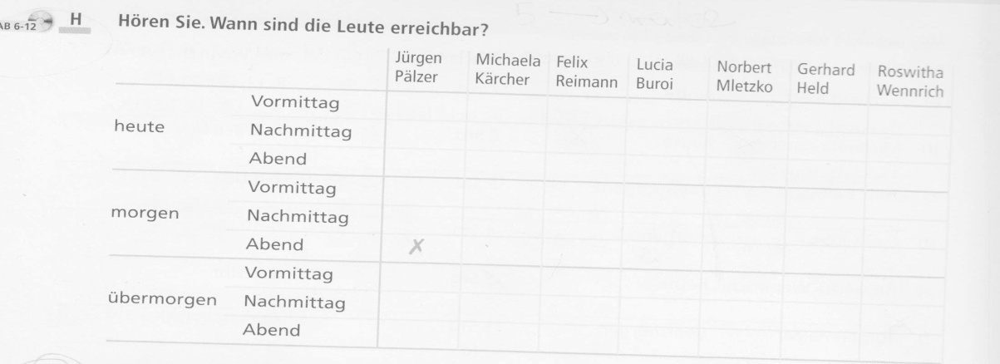 AB 6-12 H Hören Sie. Wann sind die Leute erreichbar?
Jürgen Pälzer Michaela Kärcher Felix Reimann Lucia Buroi Norbert Mletzko Gerhard Held Roswitha Wennrich
Vormittag
heute Nachmittag
Abend
Vormittag
morgen Nachmittag
Abend X
Vormittag
übermorgen Nachmittag
Abend